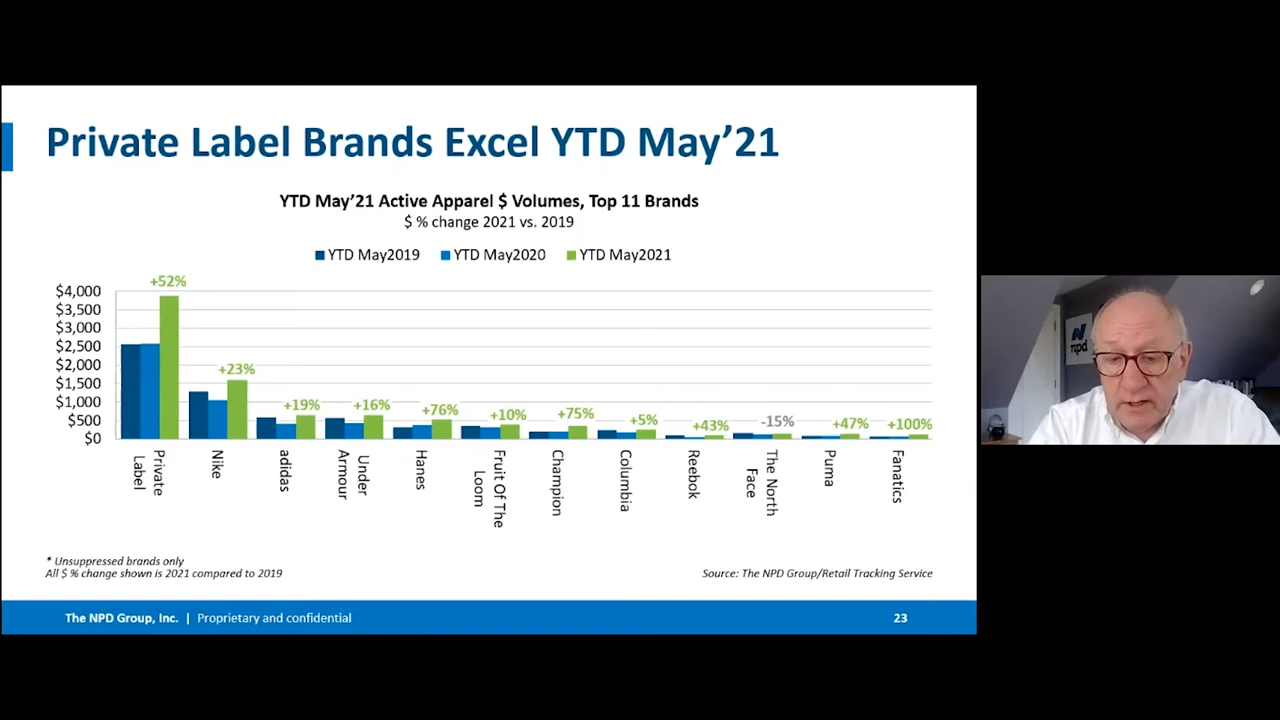 Private Label Brands Excel YTD May’21
YTD May’21 Active Apparel $ Volumes, Top 11 Brands
$ % change 2021 vs. 2019
YTD May2019 YTD May2020 YTD May2021
$4,000
$3,500
$3,000
$2,500
$2,000
$1,500
$1,000
$500
$0
+52%
+23%
+19%
+16%
+76%
+10%
+75%
+5%
+43%
-15%
+47%
+100%
Private
Label
Nike
adidas
Under
Armour
Hanes
Fruit Of The
Loom
Champion
Columbia
Reebok
The North
Face
Puma
Fanatics
* Unsuppressed brands only
All $ % change shown is 2021 compared to 2019
Source: The NPD Group/Retail Tracking Service
The NPD Group, Inc. | Proprietary and confidential
23
npd